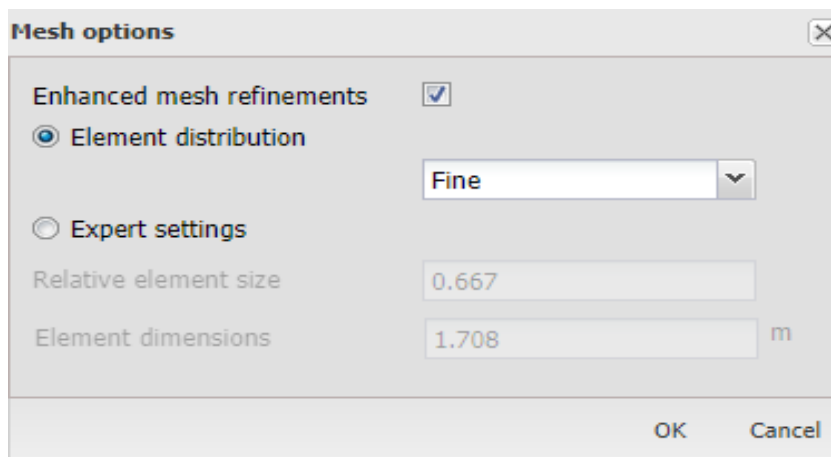 Mesh options
Enhanced mesh refinements
Element distribution
Fine
Expert settings
Relative element size 0.667
Element dimensions 1.708 m
OK Cancel